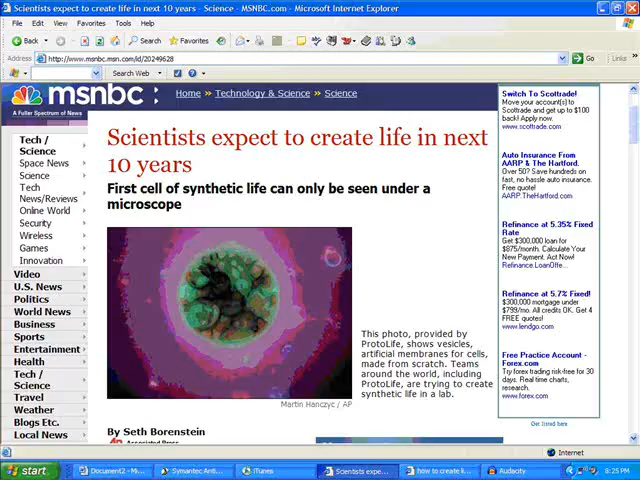 Scientists expect to create life in next 10 years - Science - MSNBC.com - Microsoft Internet Explorer
File Edit View Favorites Tools Help
Back Search Favorites
Address http://www.msnbc.msn.com/id/20249628 Go
Search Web
msnbc
A Fuller Spectrum of News
Home » Technology & Science » Science
Tech / Science
Space News
Science
Tech News/Reviews
Online World
Security
Wireless
Games
Innovation
Video
U.S. News
Politics
World News
Business
Sports
Entertainment
Health
Tech / Science
Travel
Weather
Blogs Etc.
Local News
Scientists expect to create life in next
10 years
First cell of synthetic life can only be seen under a
microscope
This photo, provided by
ProtoLife, shows vesicles,
artificial membranes for cells,
made from scratch. Teams
around the world, including
ProtoLife, are trying to create
synthetic life in a lab.
Martin Hanczyc / AP
By Seth Borenstein
Associated Press
Switch To Scottrade!
Move your account(s) to
Scottrade and get up to $100
back! Apply now.
www.scottrade.com
Auto Insurance From
AARP & The Hartford.
Over 50? Save hundreds on
fast, no hassle auto insurance.
Free quote!
AARP.TheHartford.com
Refinance at 5.35% Fixed
Rate
Get $300,000 loan for
$875/month. Calculate Your
New Payment. Act Now!
Refinance.LoanOffe...
Refinance at 5.7% Fixed!
$300,000 mortgage under
$799/mo. All credits OK. Get 4
FREE quotes!
www.lendgo.com
Free Practice Account -
Forex.com
Try forex trading risk-free for 30
days. Real time charts,
research.
www.forex.com
Get listed here
Internet
start Document2 - Mi... Symantec Anti... iTunes Scientists expe... how to create l... Audacity 8:25 PM